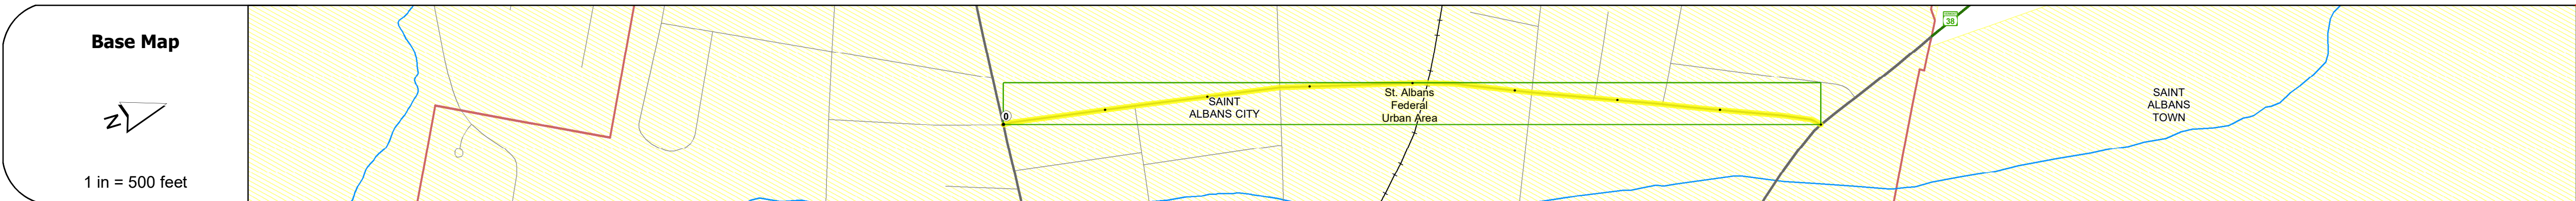 Base Map
N
1 in = 500 feet
0
SAINT
ALBANS CITY
St. Albans
Federal
Urban Area
38
SAINT
ALBANS
TOWN